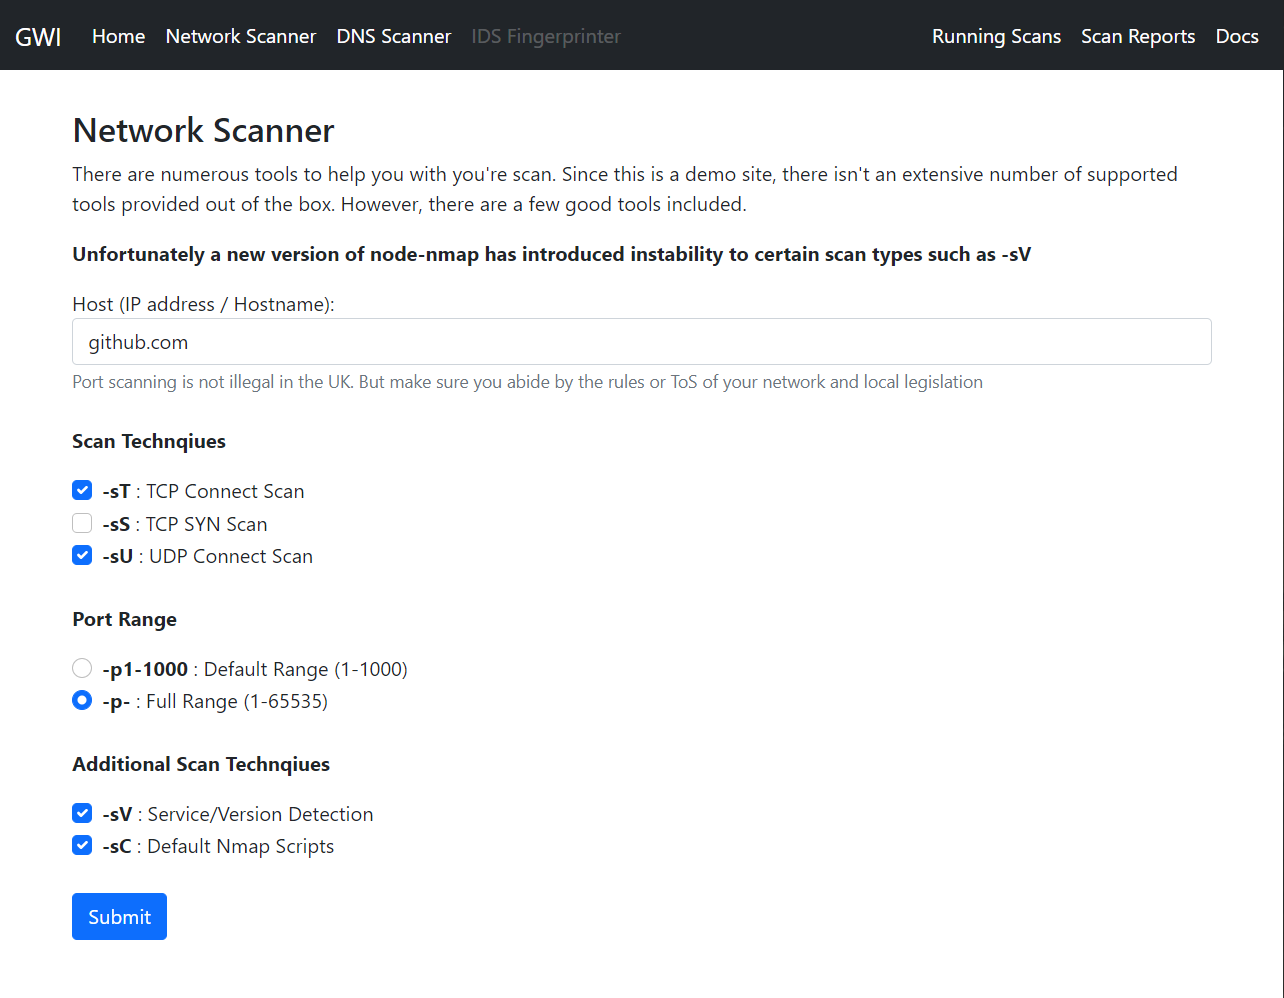 GWI Home Network Scanner DNS Scanner IDS Fingerprinter Running Scans Scan Reports Docs
Network Scanner
There are numerous tools to help you with you're scan. Since this is a demo site, there isn't an extensive number of supported
tools provided out of the box. However, there are a few good tools included.
Unfortunately a new version of node-nmap has introduced instability to certain scan types such as -sV
Host (IP address / Hostname):
github.com
Port scanning is not illegal in the UK. But make sure you abide by the rules or ToS of your network and local legislation
Scan Technqiues
-sT : TCP Connect Scan
-sS : TCP SYN Scan
-sU : UDP Connect Scan
Port Range
-p1-1000 : Default Range (1-1000)
-p- : Full Range (1-65535)
Additional Scan Technqiues
-sV : Service/Version Detection
-sC : Default Nmap Scripts
Submit